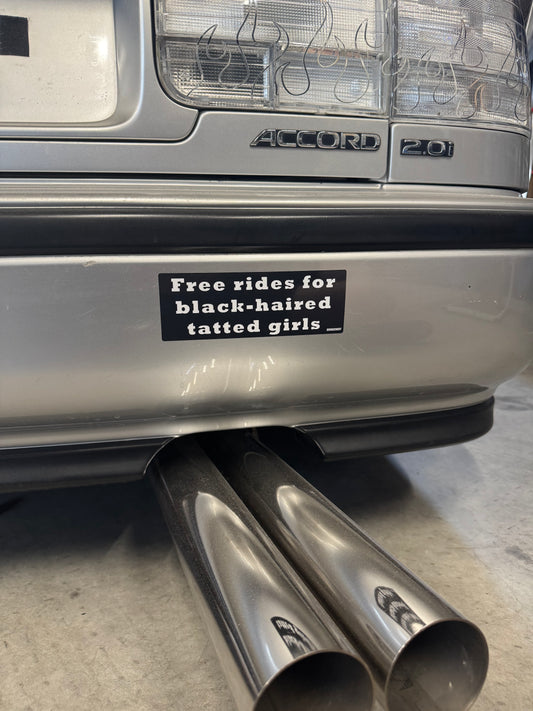 ACCORD 2.0i
Free rides for
black-haired
tatted girls